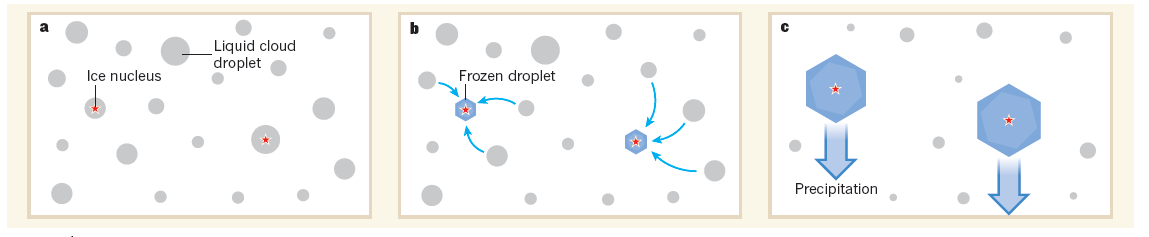 a
Liquid cloud
droplet
Ice nucleus
b
Frozen droplet
c
Precipitation